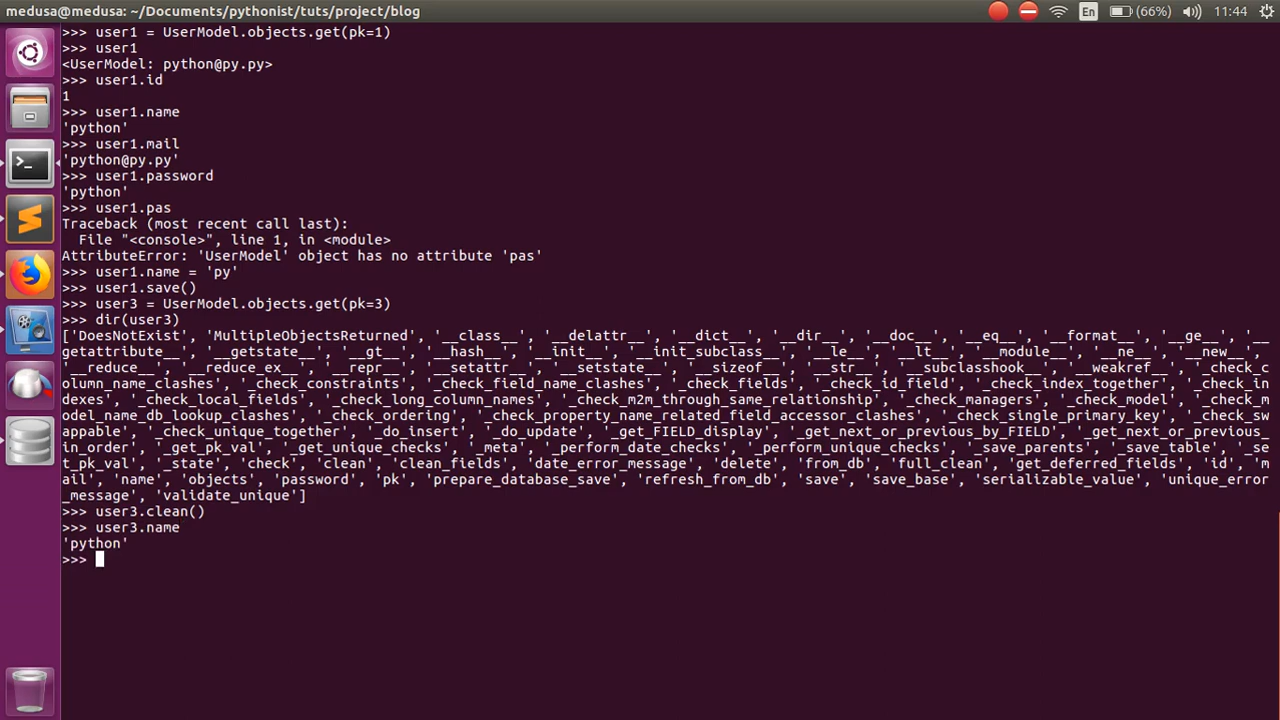 medusa@medusa: ~/Documents/pythonist/tuts/project/blog
En (66%) 11:44
>>> user1 = UserModel.objects.get(pk=1)
>>> user1
<UserModel: python@py.py>
>>> user1.id
1
>>> user1.name
'python'
>>> user1.mail
'python@py.py'
>>> user1.password
'python'
>>> user1.pas
Traceback (most recent call last):
  File "<console>", line 1, in <module>
AttributeError: 'UserModel' object has no attribute 'pas'
>>> user1.name = 'py'
>>> user1.save()
>>> user3 = UserModel.objects.get(pk=3)
>>> dir(user3)
['DoesNotExist', 'MultipleObjectsReturned', '__class__', '__delattr__', '__dict__', '__dir__', '__doc__', '__eq__', '__format__', '__ge__', '__
getattribute__', '__getstate__', '__gt__', '__hash__', '__init__', '__init_subclass__', '__le__', '__lt__', '__module__', '__ne__', '__new__',
'__reduce__', '__reduce_ex__', '__repr__', '__setattr__', '__setstate__', '__sizeof__', '__str__', '__subclasshook__', '__weakref__', '_check_c
olumn_name_clashes', '_check_constraints', '_check_field_name_clashes', '_check_fields', '_check_id_field', '_check_index_together', '_check_in
dexes', '_check_local_fields', '_check_long_column_names', '_check_m2m_through_same_relationship', '_check_managers', '_check_model', '_check_m
odel_name_db_lookup_clashes', '_check_ordering', '_check_property_name_related_field_accessor_clashes', '_check_single_primary_key', '_check_sw
appable', '_check_unique_together', '_do_insert', '_do_update', '_get_FIELD_display', '_get_next_or_previous_by_FIELD', '_get_next_or_previous_
in_order', '_get_pk_val', '_get_unique_checks', '_meta', '_perform_date_checks', '_perform_unique_checks', '_save_parents', '_save_table', '_se
t_pk_val', '_state', 'check', 'clean', 'clean_fields', 'date_error_message', 'delete', 'from_db', 'full_clean', 'get_deferred_fields', 'id', 'm
ail', 'name', 'objects', 'password', 'pk', 'prepare_database_save', 'refresh_from_db', 'save', 'save_base', 'serializable_value', 'unique_error
_message', 'validate_unique']
>>> user3.clean()
>>> user3.name
'python'
>>>